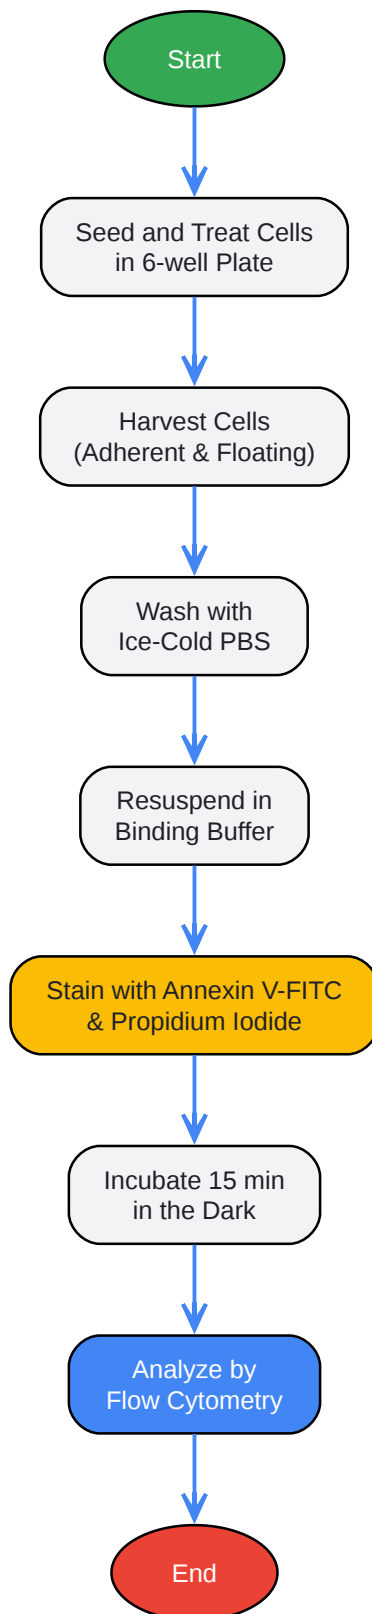 Start
Seed and Treat Cells
in 6-well Plate
Harvest Cells
(Adherent & Floating)
Wash with
Ice-Cold PBS
Resuspend in
Binding Buffer
Stain with Annexin V-FITC
& Propidium Iodide
Incubate 15 min
in the Dark
Analyze by
Flow Cytometry
End